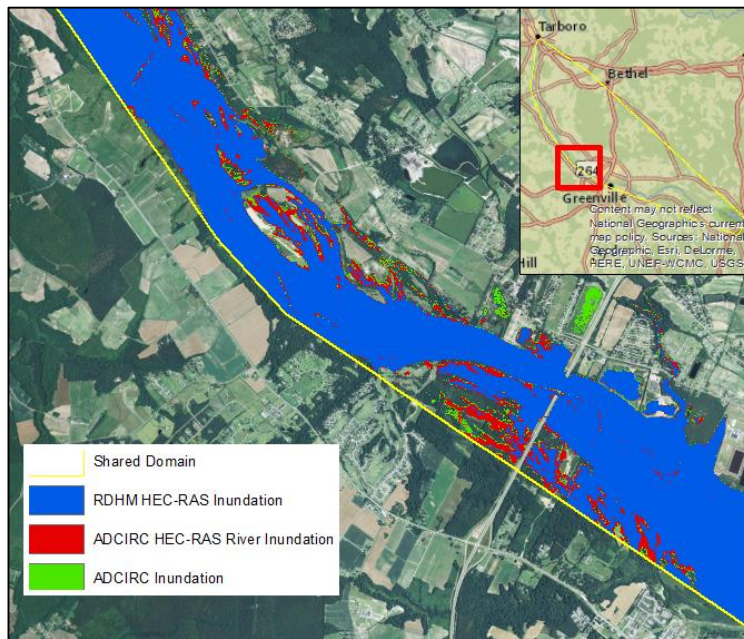 Tarboro
Bethel
264
Greenville
Content may not reflect
National Geographic's current
map policy. Sources: National
Geographic, Esri, DeLorme,
HERE, UNEP-WCMC, USGS
Hill
Shared Domain
RDHM HEC-RAS Inundation
ADCIRC HEC-RAS River Inundation
ADCIRC Inundation